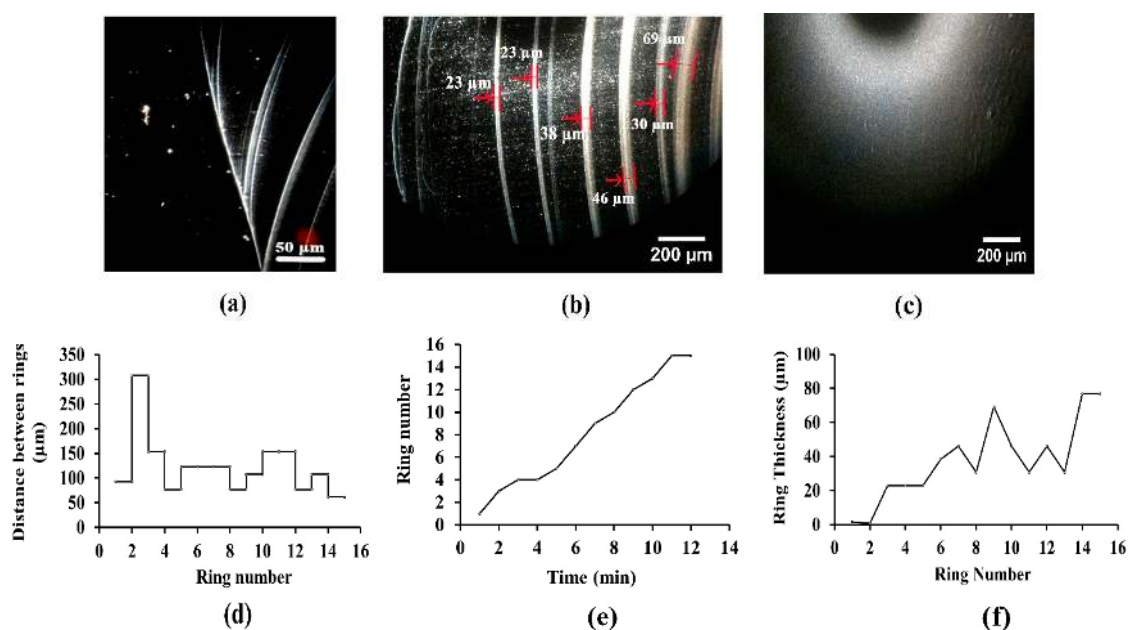 50 µm
(a)
23 µm
23 µm
69 µm
38 µm
30 µm
46 µm
200 µm
(b)
200 µm
(c)
Distance between rings
(µm)
350
300
250
200
150
100
50
0
0 2 4 6 8 10 12 14 16
Ring number
(d)
Ring number
16
14
12
10
8
6
4
2
0
0 2 4 6 8 10 12 14
Time (min)
(e)
Ring Thickness (µm)
100
80
60
40
20
0
0 2 4 6 8 10 12 14 16
Ring Number
(f)